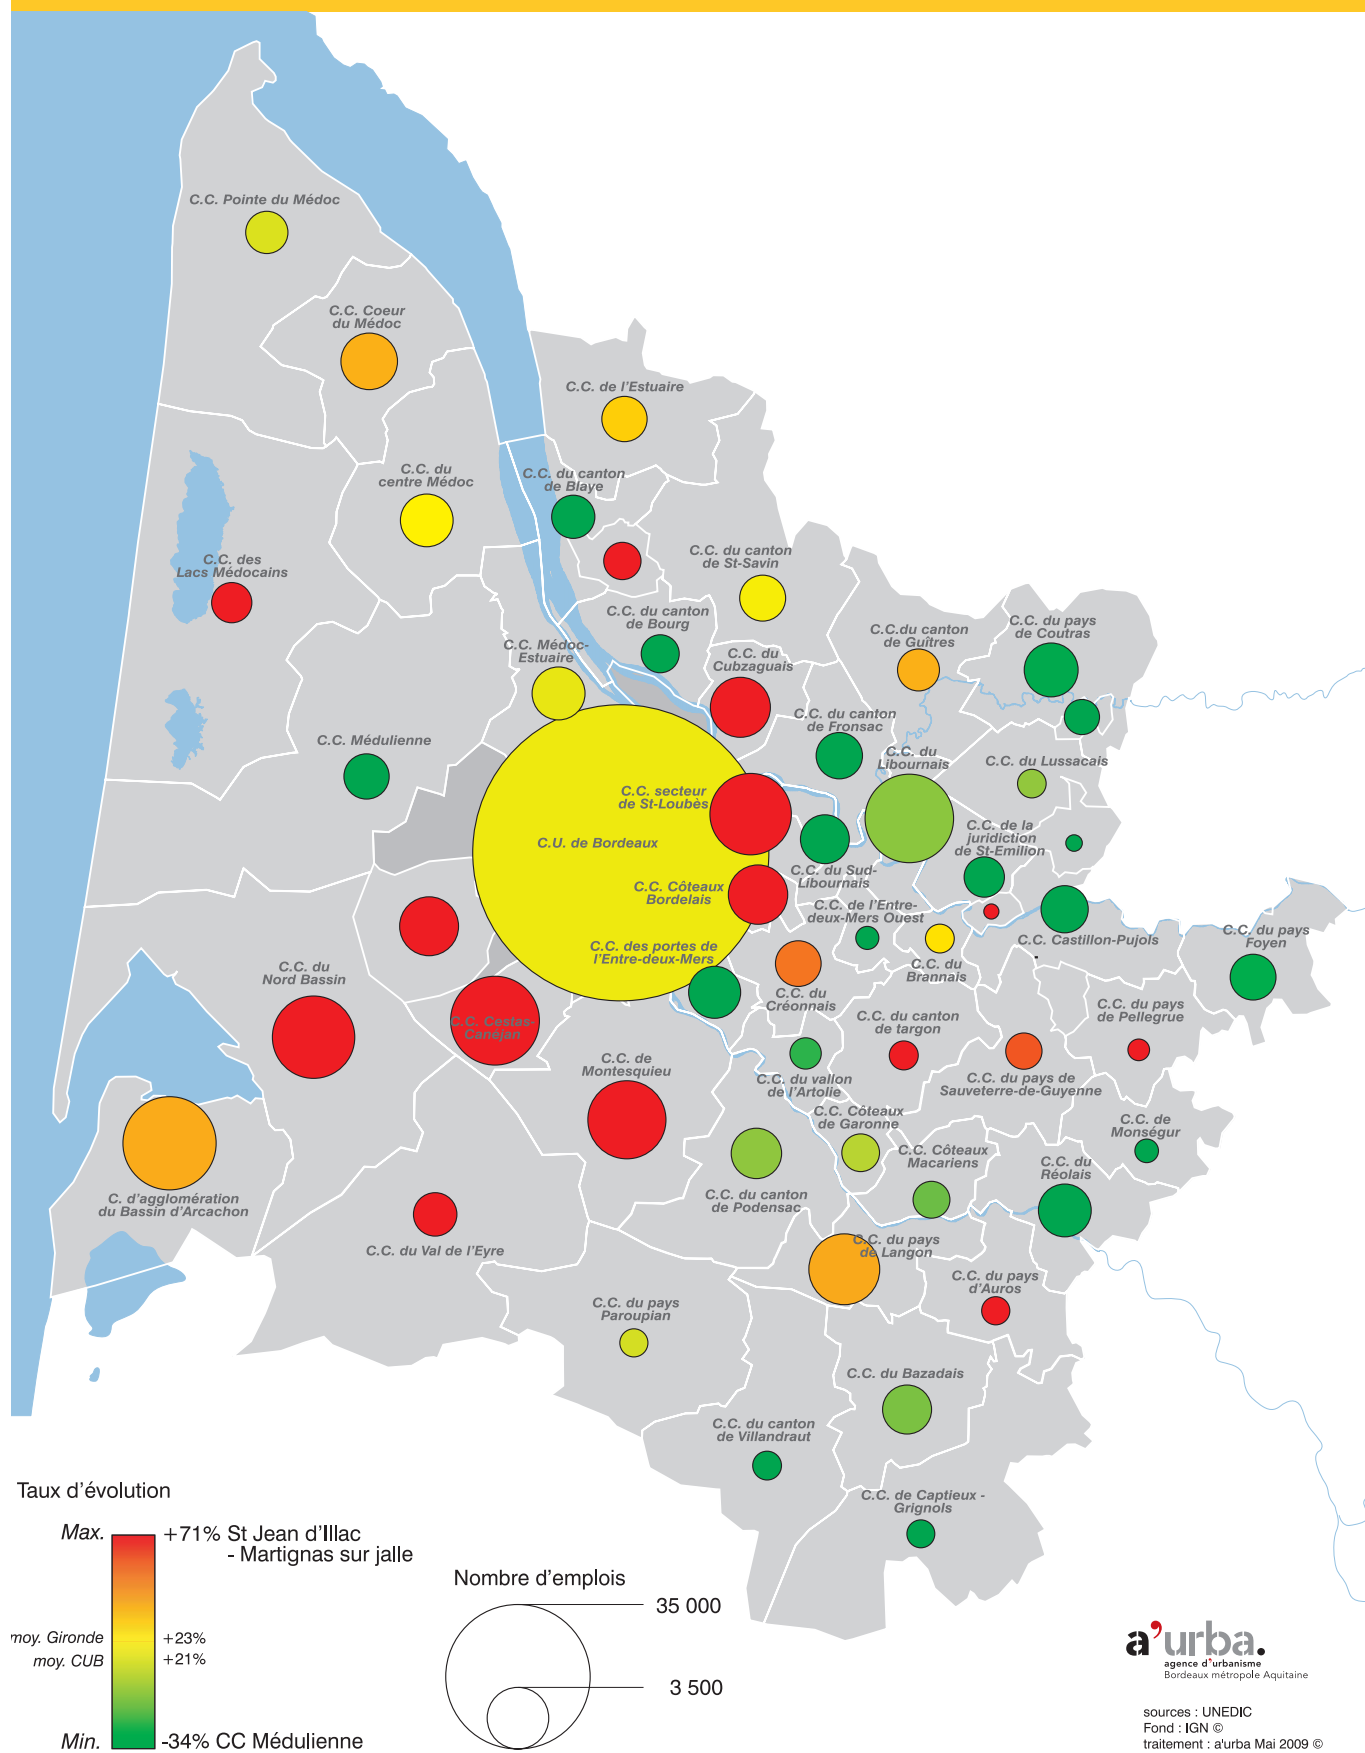 C.C. Pointe du Médoc
C.C. Coeur
du Médoc
C.C. de l'Estuaire
C.C. du
centre Médoc
C.C. du canton
de Blaye
C.C. des
Lacs Médocains
C.C. du canton
de St-Savin
C.C. du canton
de Bourg
C.C. Médoc-
Estuaire
C.C. du
Cubzaguais
C.C.du canton
de Guîtres
C.C. du pays
de Coutras
C.C. Médulienne
C.C. du canton
de Fronsac
C.C. du
Libournais
C.C. du Lussacais
C.C. secteur
de St-Loubès
C.U. de Bordeaux
C.C. de la
juridiction
de St-Emilion
C.C. du Sud-
Libournais
C.C. Côteaux
Bordelais
C.C. de l'Entre-
deux-Mers Ouest
C.C. des portes de
l'Entre-deux-Mers
C.C. Castillon-Pujols
C.C. du pays
Foyen
C.C. du
Brannais
C.C. du
Nord Bassin
C.C. du
Créonnais
C.C. du canton
de targon
C.C. du pays
de Pellegrue
C.C. Cestas-
Canéjan
C.C. de
Montesquieu
C.C. du vallon
de l'Artolie
C.C. du pays de
Sauveterre-de-Guyenne
C.C. Côteaux
de Garonne
C.C. de
Monségur
C.C. Côteaux
Macariens
C.C. du
Réolais
C. d'agglomération
du Bassin d'Arcachon
C.C. du canton
de Podensac
C.C. du Val de l'Eyre
C.C. du pays
de Langon
C.C. du pays
d'Auros
C.C. du pays
Paroupian
C.C. du Bazadais
C.C. du canton
de Villandraut
C.C. de Captieux -
Grignols
Taux d'évolution
Max.
+71% St Jean d'Illac
- Martignas sur jalle
moy. Gironde
+23%
moy. CUB
+21%
Min.
-34% CC Médulienne
Nombre d'emplois
35 000
3 500
a'urba.
agence d'urbanisme
Bordeaux métropole Aquitaine
sources : UNEDIC
Fond : IGN ©
traitement : a'urba Mai 2009 ©